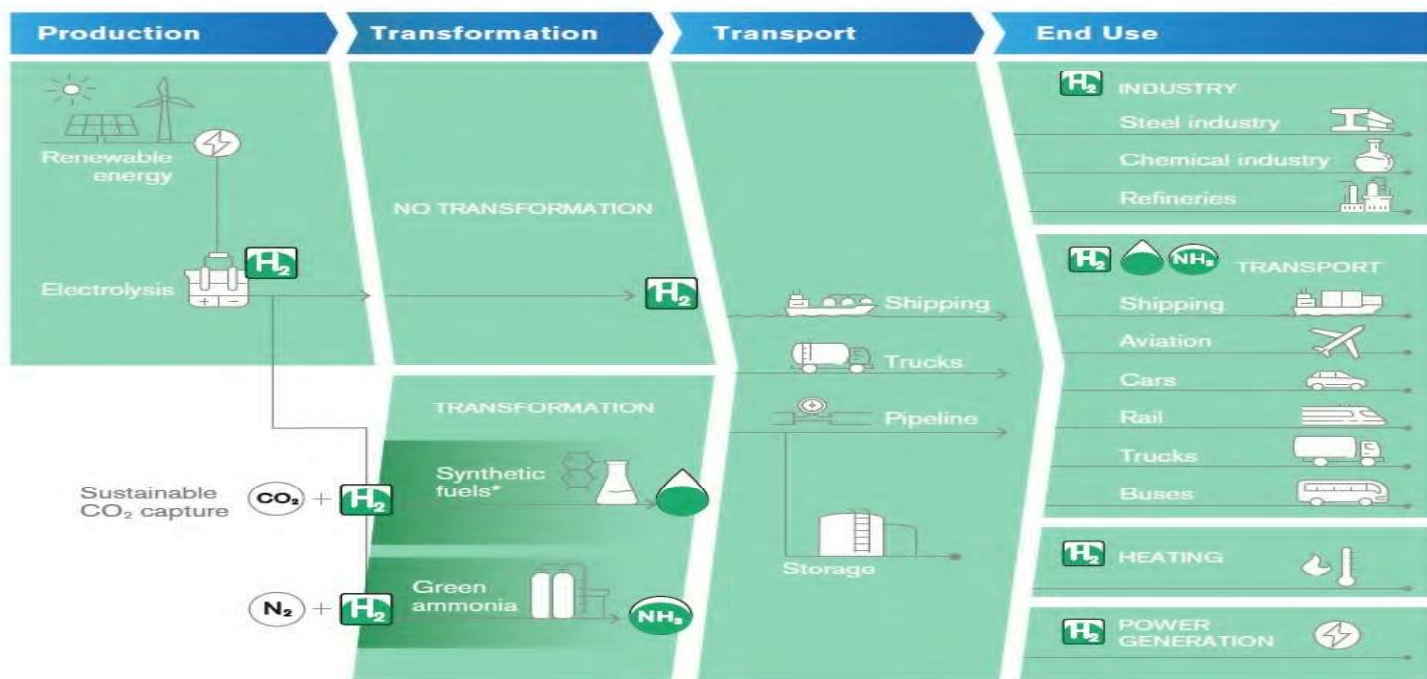 Production
Transformation
Transport
End Use
Renewable
energy
Electrolysis
H2
Sustainable
CO₂ capture
CO₂ + H2
N₂ + H2
NO TRANSFORMATION
H2
TRANSFORMATION
Synthetic
fuels*
Green
ammonia
NH₃
Shipping
Trucks
Pipeline
Storage
H2 INDUSTRY
Steel industry
Chemical industry
Refineries
H2 NH₃ TRANSPORT
Shipping
Aviation
Cars
Rail
Trucks
Buses
H2 HEATING
H2 POWER
GENERATION